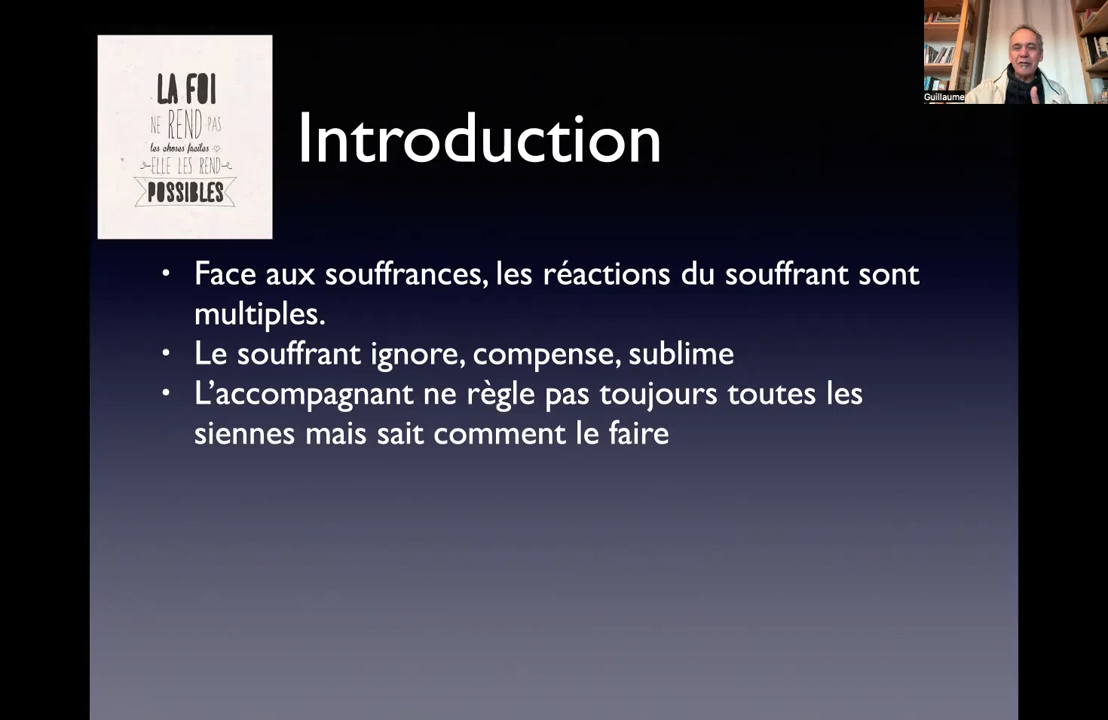 LA FOI
NE REND PAS
les choses faciles
ELLE LES REND
POSSIBLES
Introduction
Guillaume
• Face aux souffrances, les réactions du souffrant sont
multiples.
• Le souffrant ignore, compense, sublime
• L’accompagnant ne règle pas toujours toutes les
siennes mais sait comment le faire